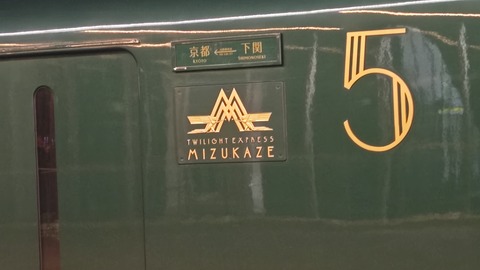 京都 下関
KYOTO SHIMONOSEKI
5
TWILIGHT EXPRESS
MIZUKAZE